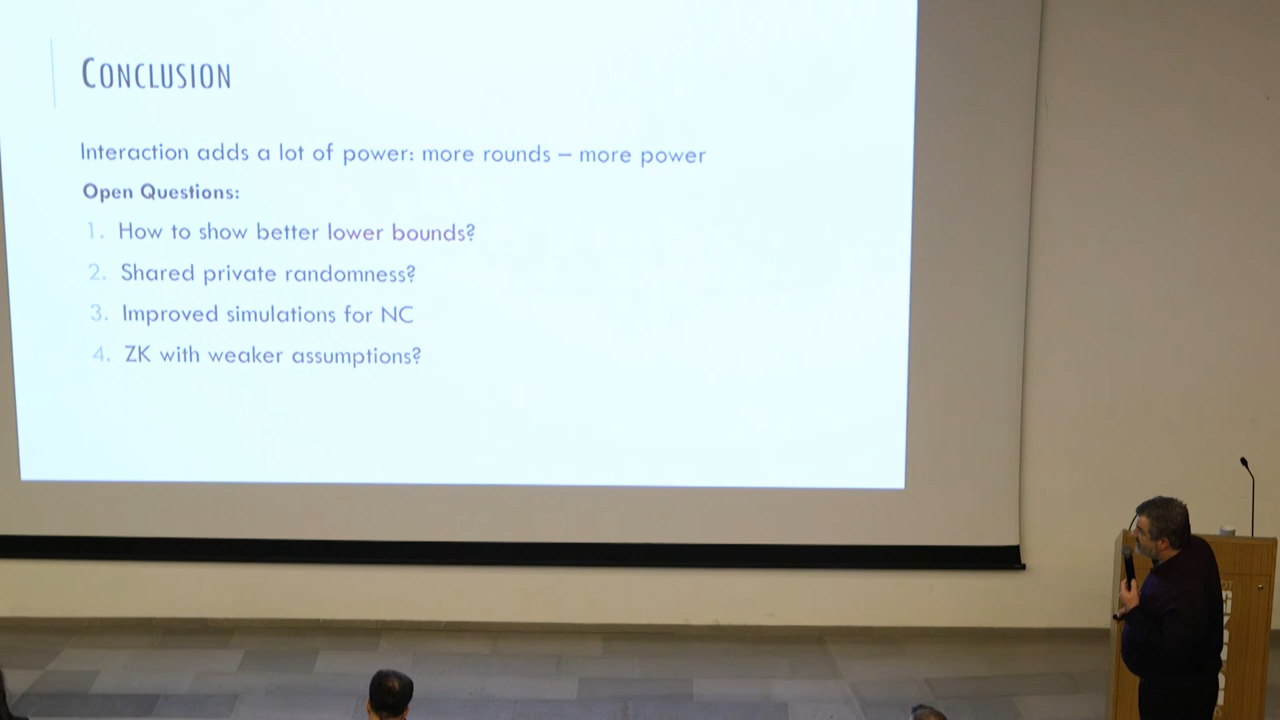 CONCLUSION
Interaction adds a lot of power: more rounds – more power
Open Questions:
1. How to show better lower bounds?
2. Shared private randomness?
3. Improved simulations for NC
4. ZK with weaker assumptions?